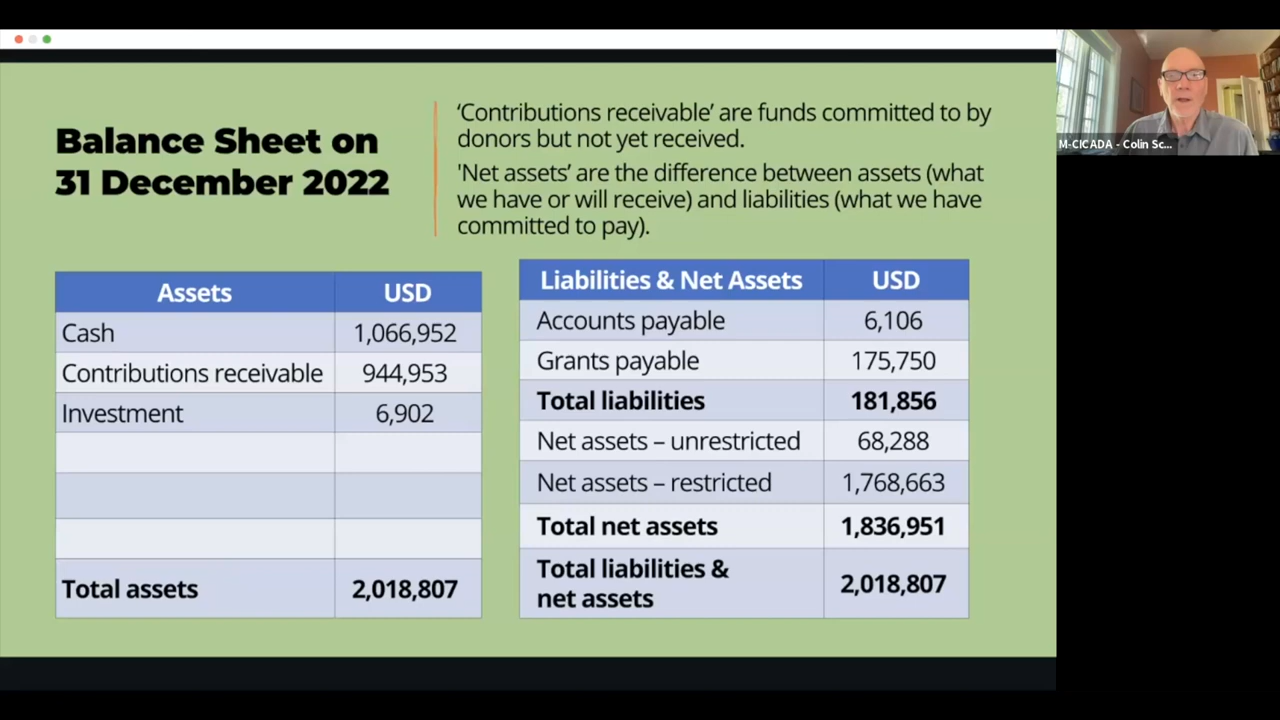 Balance Sheet on
31 December 2022
‘Contributions receivable’ are funds committed to by
donors but not yet received.
'Net assets’ are the difference between assets (what
we have or will receive) and liabilities (what we have
committed to pay).
Assets USD
Cash 1,066,952
Contributions receivable 944,953
Investment 6,902
Total assets 2,018,807
Liabilities & Net Assets USD
Accounts payable 6,106
Grants payable 175,750
Total liabilities 181,856
Net assets – unrestricted 68,288
Net assets – restricted 1,768,663
Total net assets 1,836,951
Total liabilities &
net assets 2,018,807
M-CICADA - Colin Sc...